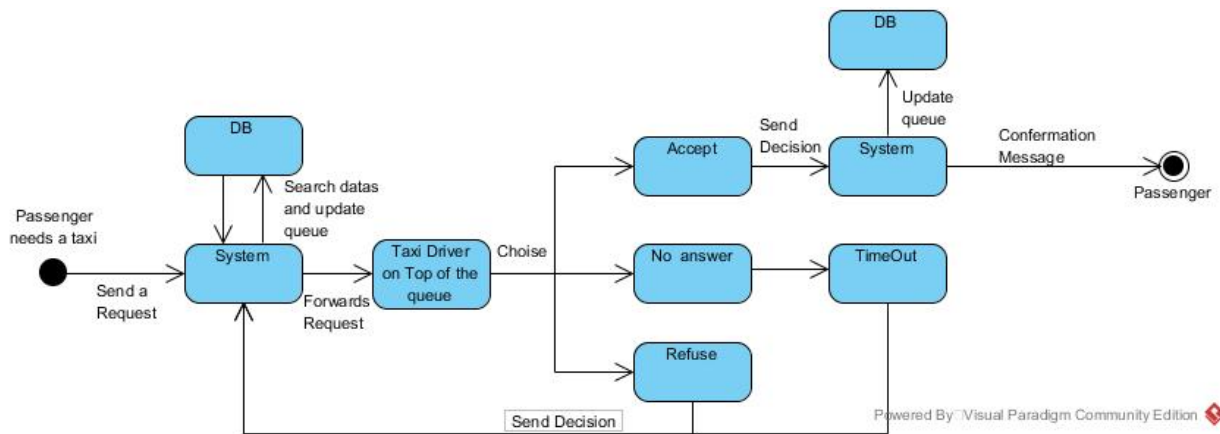 DB
Update
queue
Send
Decision
Accept
System
Confermation
Message
Passenger
DB
Search datas
and update
queue
Passenger
needs a taxi
System
Send a
Request
Forwards
Request
Taxi Driver
on Top of the
queue
Choise
No answer
TimeOut
Refuse
Send Decision
Powered By Visual Paradigm Community Edition